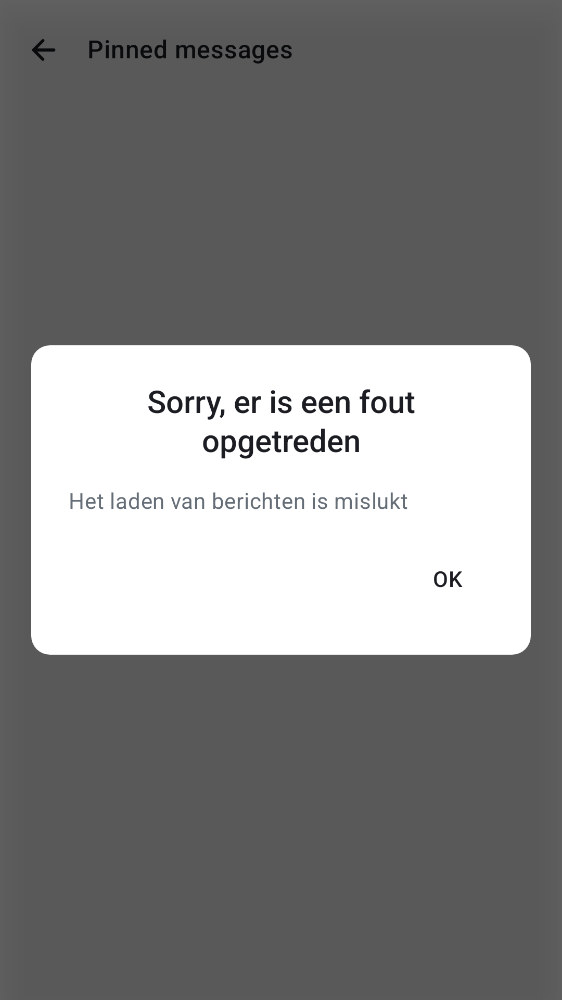 Pinned messages
Sorry, er is een fout
opgetreden
Het laden van berichten is mislukt
OK